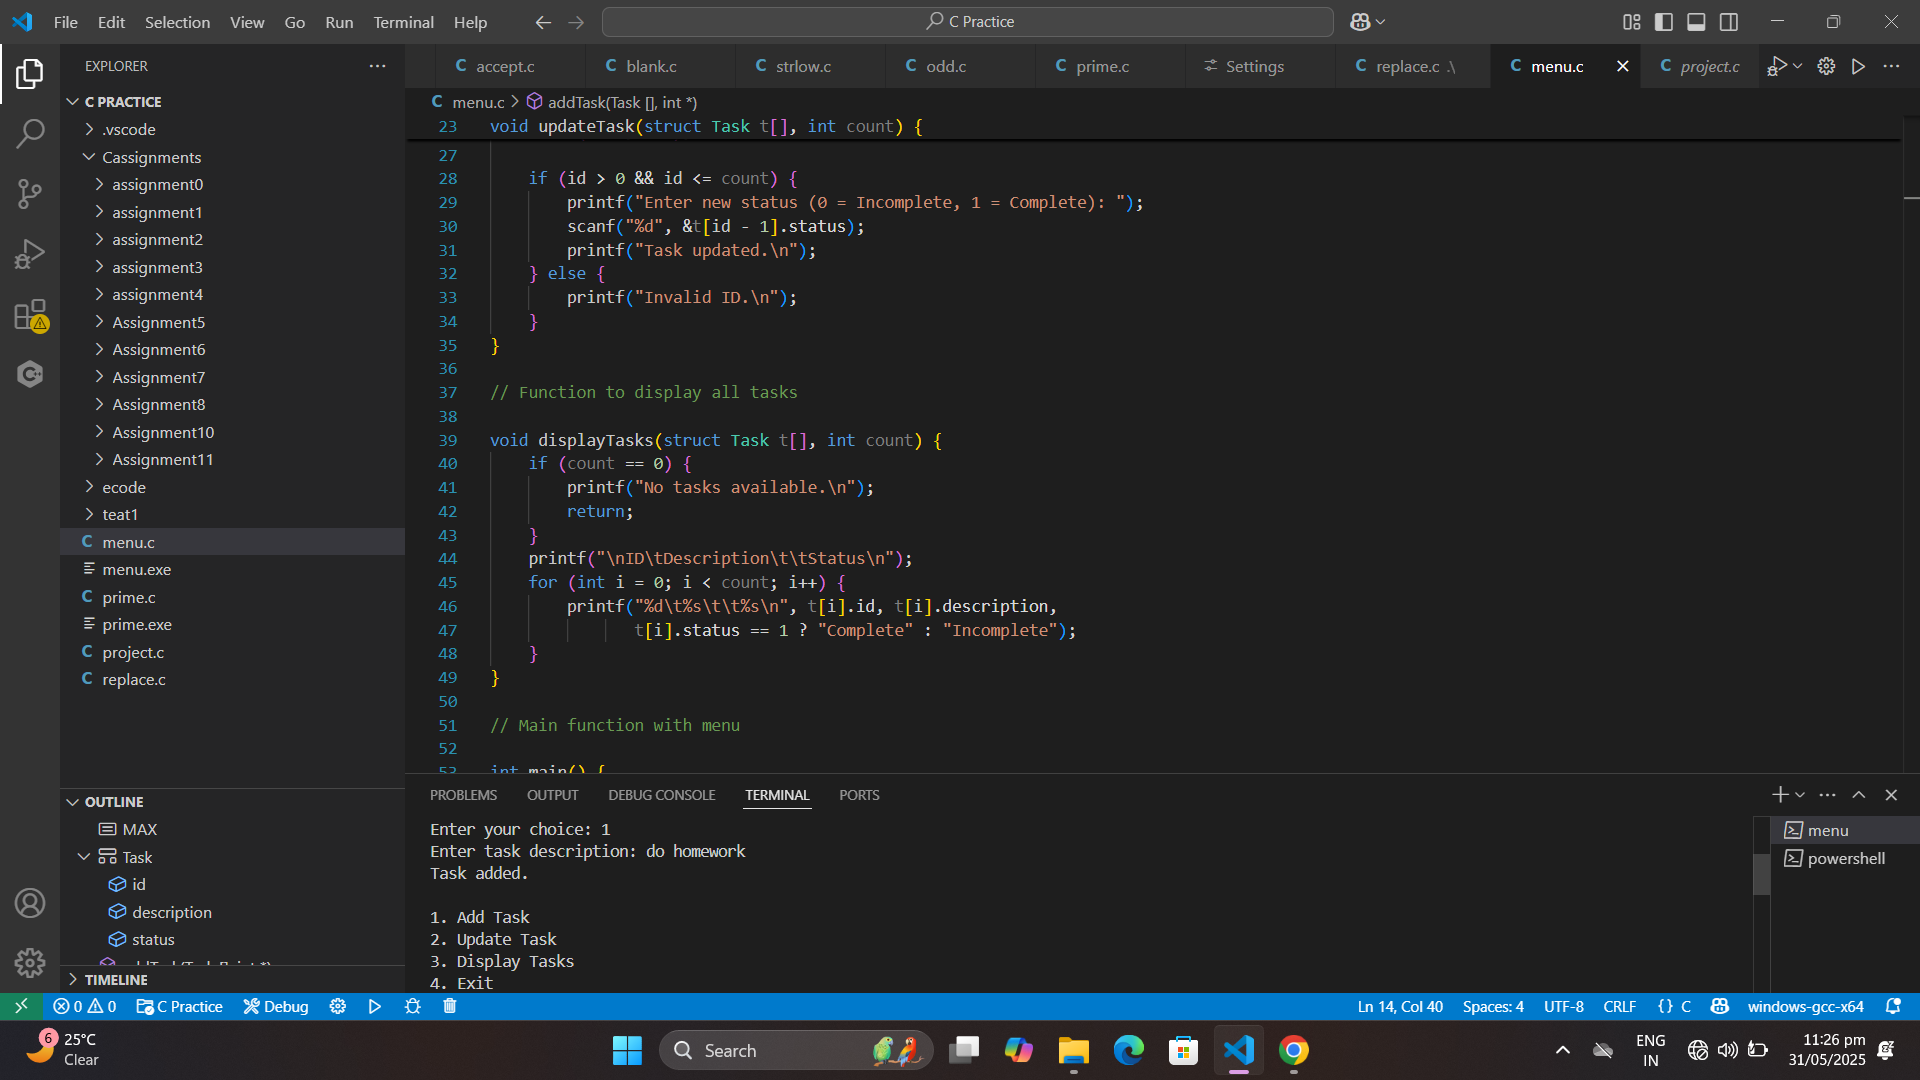 File Edit Selection View Go Run Terminal Help
C Practice
EXPLORER
C PRACTICE
.vscode
Cassignments
assignment0
assignment1
assignment2
assignment3
assignment4
Assignment5
Assignment6
Assignment7
Assignment8
Assignment10
Assignment11
ecode
teat1
C menu.c
menu.exe
C prime.c
prime.exe
C project.c
C replace.c
OUTLINE
MAX
Task
id
description
status
TIMELINE
C accept.c C blank.c C strlow.c C odd.c C prime.c Settings C replace.c .\ C menu.c C project.c
C menu.c > addTask(Task [], int *)
23 void updateTask(struct Task t[], int count) {
27
28 if (id > 0 && id <= count) {
29 printf("Enter new status (0 = Incomplete, 1 = Complete): ");
30 scanf("%d", &t[id - 1].status);
31 printf("Task updated.\n");
32 } else {
33 printf("Invalid ID.\n");
34 }
35 }
36
37 // Function to display all tasks
38
39 void displayTasks(struct Task t[], int count) {
40 if (count == 0) {
41 printf("No tasks available.\n");
42 return;
43 }
44 printf("\nID\tDescription\t\tStatus\n");
45 for (int i = 0; i < count; i++) {
46 printf("%d\t%s\t\t%s\n", t[i].id, t[i].description,
47 t[i].status == 1 ? "Complete" : "Incomplete");
48 }
49 }
50
51 // Main function with menu
52
53 int main() {
PROBLEMS OUTPUT DEBUG CONSOLE TERMINAL PORTS
Enter your choice: 1
Enter task description: do homework
Task added.
1. Add Task
2. Update Task
3. Display Tasks
4. Exit
menu
powershell
0 0 C Practice Debug
Ln 14, Col 40 Spaces: 4 UTF-8 CRLF {} C windows-gcc-x64
6
25°C
Clear
Search
ENG
IN
11:26 pm
31/05/2025